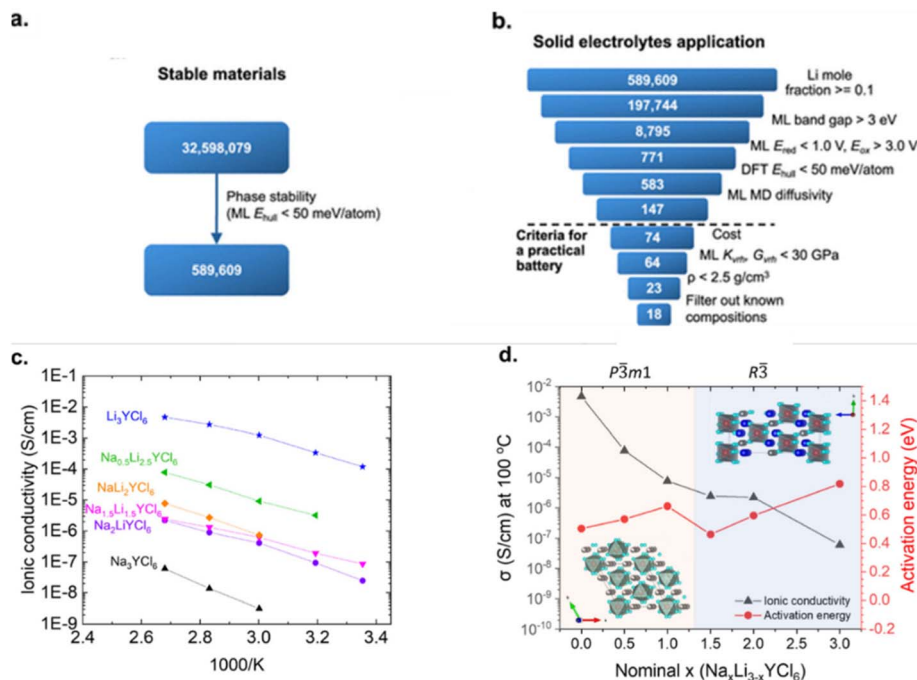 a.
Stable materials
32,598,079
Phase stability
(ML E_hull < 50 meV/atom)
589,609
b.
Solid electrolytes application
589,609
Li mole
fraction >= 0.1
197,744
ML band gap > 3 eV
8,795
ML E_red < 1.0 V, E_ox > 3.0 V
771
DFT E_hull < 50 meV/atom
583
ML MD diffusivity
147
Criteria for
a practical
battery
74
Cost
64
ML K_vrh, G_vrh < 30 GPa
23
ρ < 2.5 g/cm³
18
Filter out known
compositions
c.
Ionic conductivity (S/cm)
1E-1
1E-2
1E-3
1E-4
1E-5
1E-6
1E-7
1E-8
1E-9
Li₃YCl₆
Na₀.₅Li₂.₅YCl₆
NaLi₂YCl₆
Na₁.₅Li₁.₅YCl₆
Na₂LiYCl₆
Na₃YCl₆
2.4 2.6 2.8 3.0 3.2 3.4
1000/K
d.
P3̅m1 R3̅
σ (S/cm) at 100 °C
10⁻²
10⁻³
10⁻⁴
10⁻⁵
10⁻⁶
10⁻⁷
10⁻⁸
10⁻⁹
10⁻¹⁰
1.4
1.2
1.0
0.8
0.6
0.4
0.2
0.0
-0.2
Activation energy (eV)
Ionic conductivity
Activation energy
0.0 0.5 1.0 1.5 2.0 2.5 3.0
Nominal x (NaₓLi₃₋ₓYCl₆)